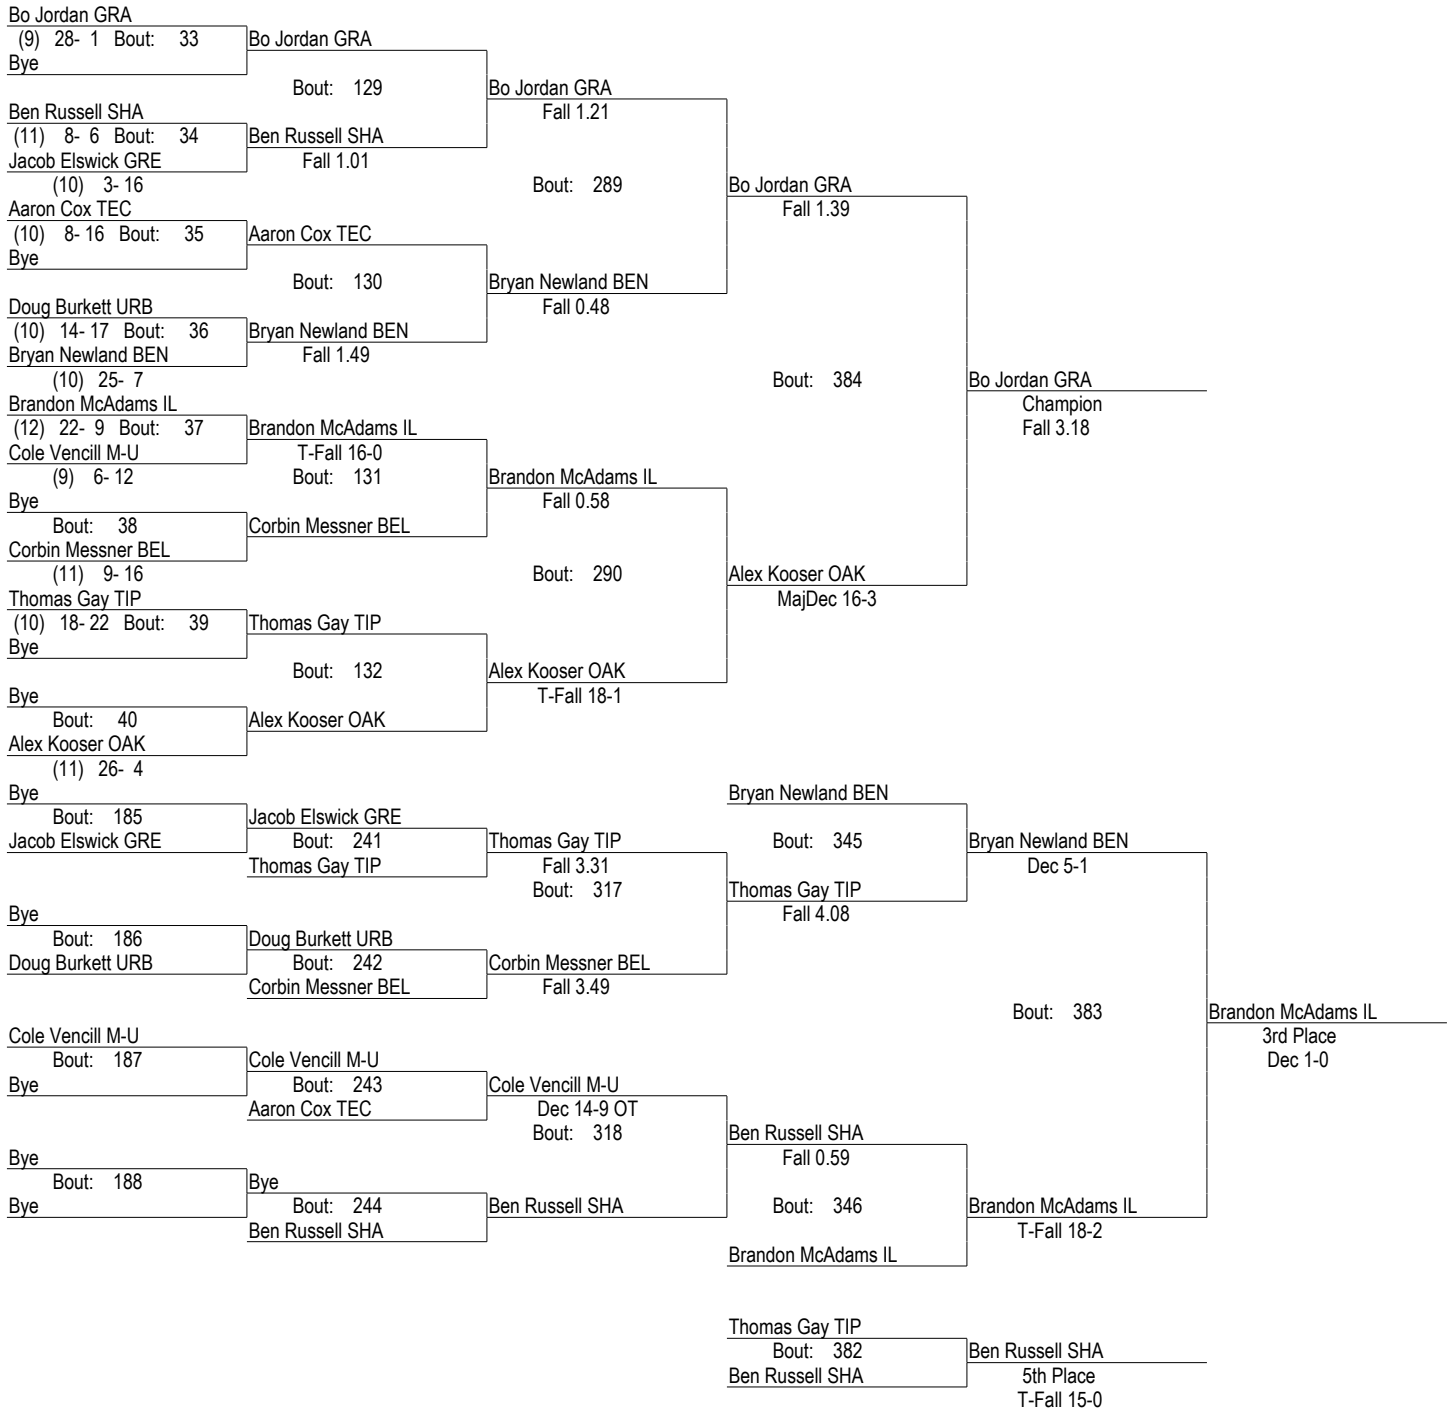 Bo Jordan GRA
(9) 28- 1 Bout: 33 Bo Jordan GRA
Bye
Bout: 129 Bo Jordan GRA
Ben Russell SHA Fall 1.21
(11) 8- 6 Bout: 34 Ben Russell SHA
Jacob Elswick GRE Fall 1.01
(10) 3- 16 Bout: 289 Bo Jordan GRA
Aaron Cox TEC Fall 1.39
(10) 8- 16 Bout: 35 Aaron Cox TEC
Bye
Bout: 130 Bryan Newland BEN
Doug Burkett URB Fall 0.48
(10) 14- 17 Bout: 36 Bryan Newland BEN
Bryan Newland BEN Fall 1.49
(10) 25- 7 Bout: 384 Bo Jordan GRA
Brandon McAdams IL Champion
(12) 22- 9 Bout: 37 Brandon McAdams IL Fall 3.18
Cole Vencill M-U T-Fall 16-0
(9) 6- 12 Bout: 131 Brandon McAdams IL
Bye Fall 0.58
Bout: 38 Corbin Messner BEL
Corbin Messner BEL
(11) 9- 16 Bout: 290 Alex Kooser OAK
Thomas Gay TIP MajDec 16-3
(10) 18- 22 Bout: 39 Thomas Gay TIP
Bye
Bout: 132 Alex Kooser OAK
Bye T-Fall 18-1
Bout: 40 Alex Kooser OAK
Alex Kooser OAK
(11) 26- 4
Bye Bryan Newland BEN
Bout: 185 Jacob Elswick GRE
Jacob Elswick GRE Bout: 241 Thomas Gay TIP Bout: 345 Bryan Newland BEN
Thomas Gay TIP Fall 3.31 Dec 5-1
Bout: 317 Thomas Gay TIP
Bye Fall 4.08
Bout: 186 Doug Burkett URB
Doug Burkett URB Bout: 242 Corbin Messner BEL
Corbin Messner BEL Fall 3.49
Bout: 383 Brandon McAdams IL
Cole Vencill M-U 3rd Place
Bout: 187 Cole Vencill M-U Dec 1-0
Bye Bout: 243 Cole Vencill M-U
Aaron Cox TEC Dec 14-9 OT
Bout: 318 Ben Russell SHA
Bye Fall 0.59
Bout: 188 Bye
Bye Bout: 244 Ben Russell SHA Bout: 346 Brandon McAdams IL
Ben Russell SHA T-Fall 18-2
Brandon McAdams IL
Thomas Gay TIP
Bout: 382 Ben Russell SHA
Ben Russell SHA 5th Place
T-Fall 15-0